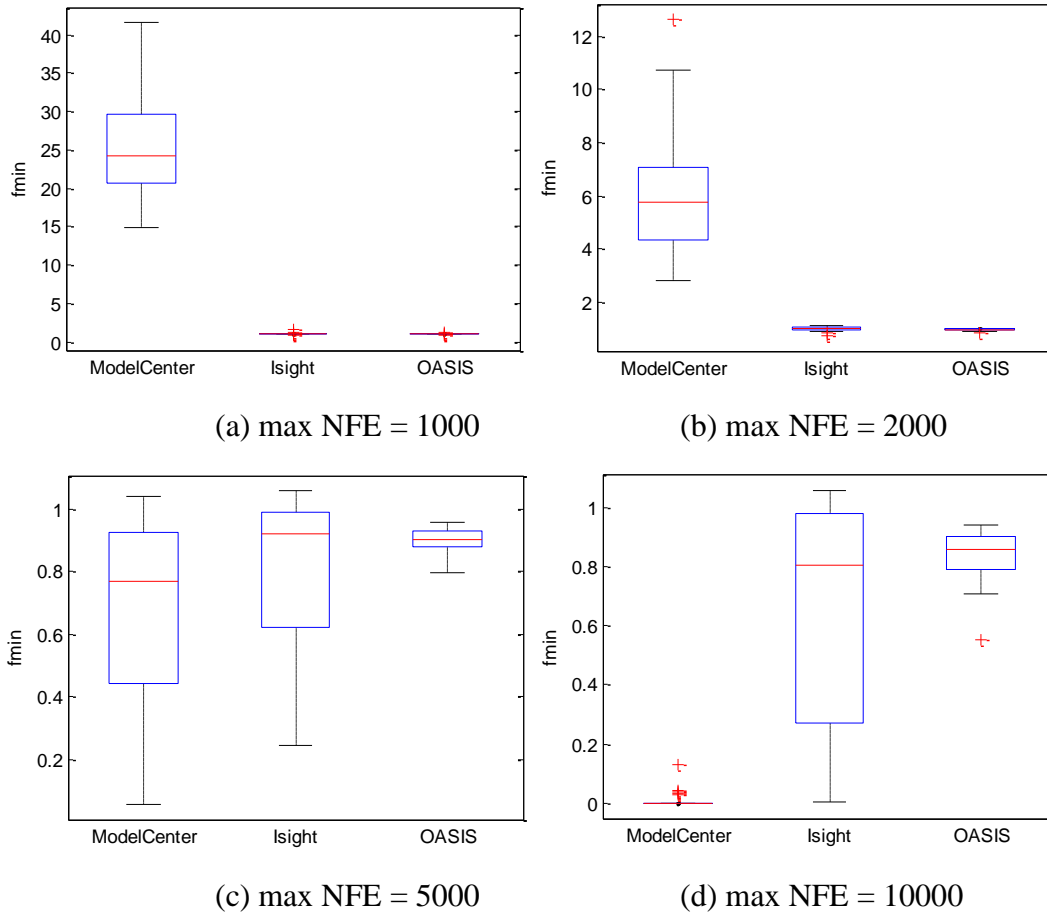 40
35
30
25
20
15
10
5
0
fmin
ModelCenter Isight OASIS
(a) max NFE = 1000
12
10
8
6
4
2
fmin
ModelCenter Isight OASIS
(b) max NFE = 2000
1
0.8
0.6
0.4
0.2
fmin
ModelCenter Isight OASIS
(c) max NFE = 5000
1
0.8
0.6
0.4
0.2
0
fmin
ModelCenter Isight OASIS
(d) max NFE = 10000